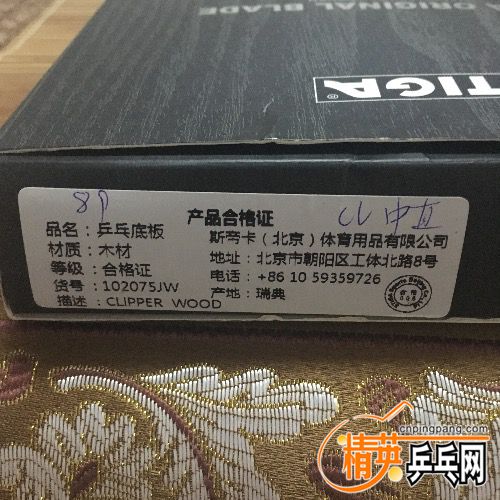 ORIGINAL BLADE
TIGA®
产品合格证
品名：乒乓底板
材质：木材
等级：合格证
货号：102075JW
描述：CLIPPER WOOD
CL 中直
斯帝卡（北京）体育用品有限公司
地址：北京市朝阳区工体北路8号
电话：+86 10 59359726
产地：瑞典
cnpingpang.com
精英乒乓网